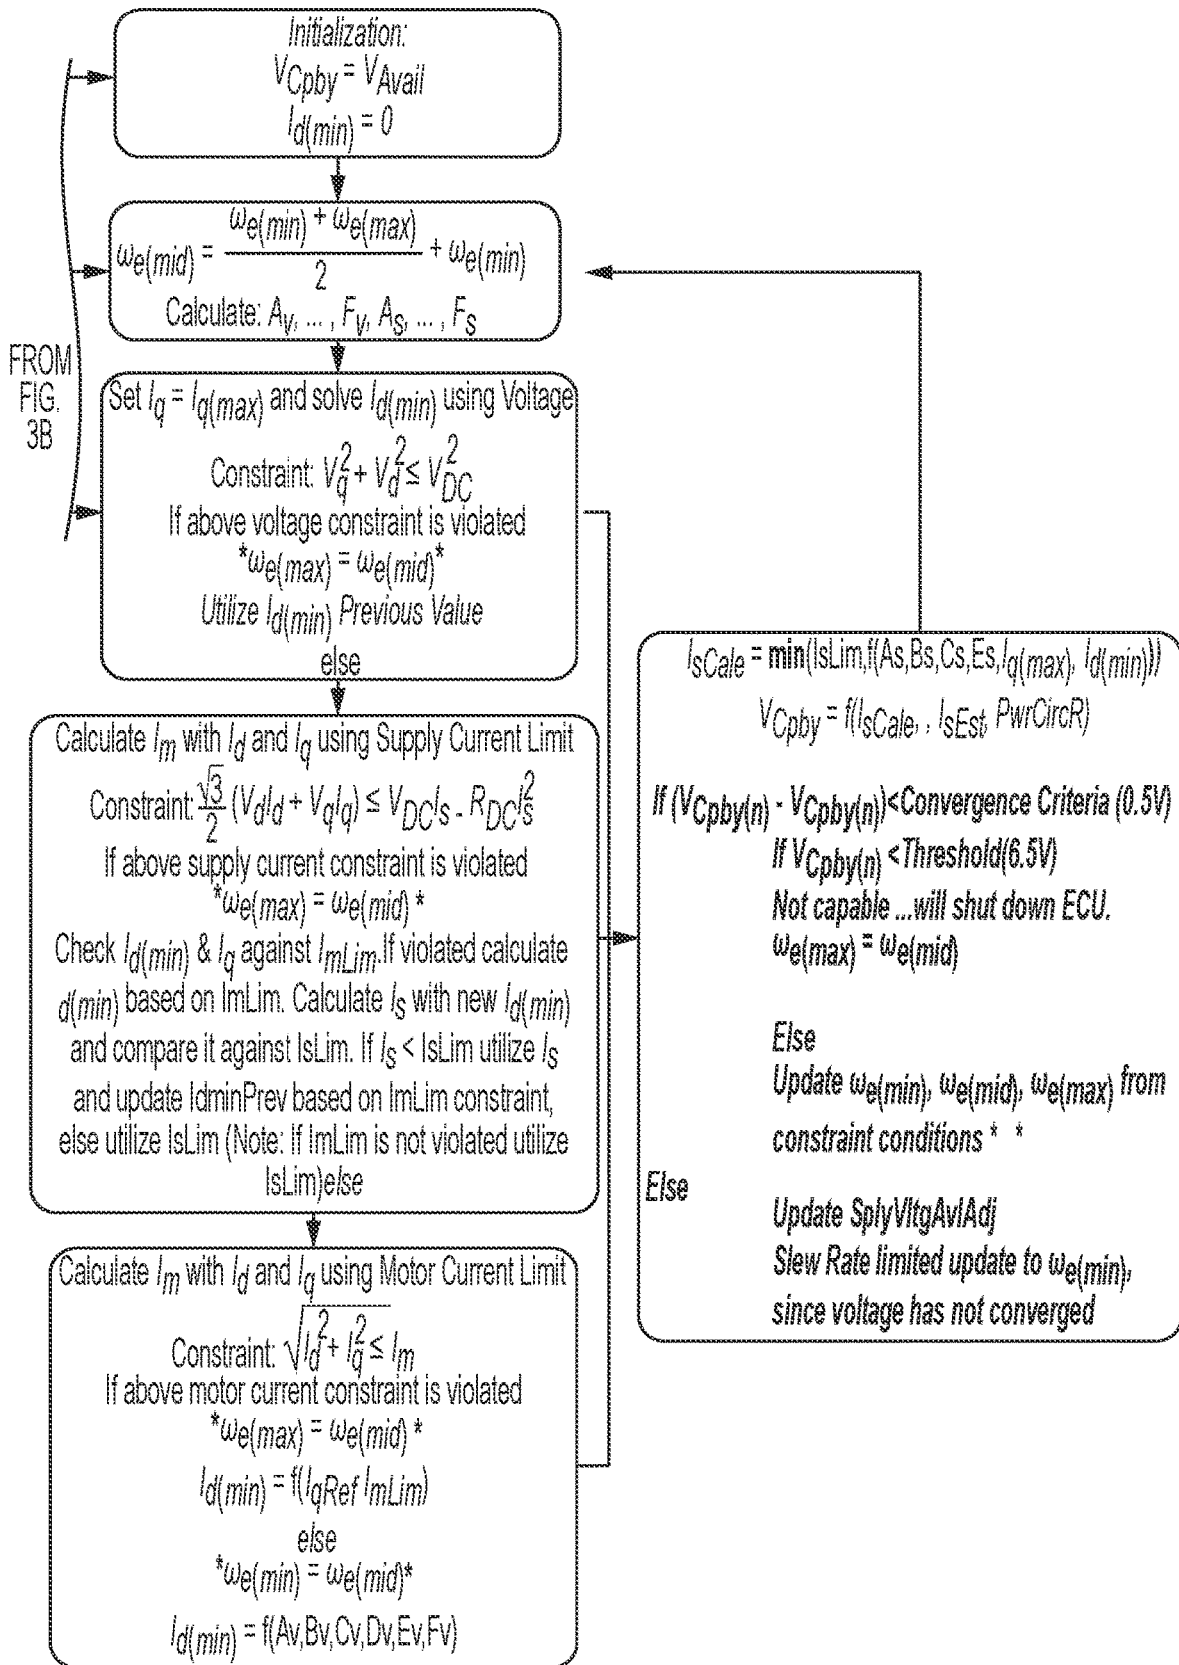 Initialization:
V_Cpby = V_Avail
I_d(min) = 0
ω_e(mid) = (ω_e(min) + ω_e(max)) / 2 + ω_e(min)
Calculate: A_v, ... , F_v, A_s, ... , F_s
FROM
FIG.
3B
Set I_q = I_q(max) and solve I_d(min) using Voltage
Constraint: V_q^2 + V_d^2 ≤ V_DC^2
If above voltage constraint is violated
*ω_e(max) = ω_e(mid)*
Utilize I_d(min) Previous Value
else
Calculate I_m with I_d and I_q using Supply Current Limit
Constraint: √3/2 (V_d I_d + V_q I_q) ≤ V_DC I_s - R_DC I_s^2
If above supply current constraint is violated
*ω_e(max) = ω_e(mid) *
Check I_d(min) & I_q against I_mLim.If violated calculate
d(min) based on ImLim. Calculate I_s with new I_d(min)
and compare it against IsLim. If I_s < IsLim utilize I_s
and update IdminPrev based on ImLim constraint,
else utilize IsLim (Note: If ImLim is not violated utilize
IsLim)else
Calculate I_m with I_d and I_q using Motor Current Limit
Constraint: √(I_d^2 + I_q^2 ≤ I_m
If above motor current constraint is violated
*ω_e(max) = ω_e(mid) *
I_d(min) = f(I_qRef I_mLim)
else
*ω_e(min) = ω_e(mid)*
I_d(min) = f(Av,Bv,Cv,Dv,Ev,Fv)
I_sCale = min(IsLim,f(As,Bs,Cs,Es,I_q(max), I_d(min)))
V_Cpby = f(I_sCale, , I_sEst, PwrCircR)
If (V_Cpby(n) - V_Cpby(n))<Convergence Criteria (0.5V)
If V_Cpby(n) <Threshold(6.5V)
Not capable ...will shut down ECU.
ω_e(max) = ω_e(mid)
Else
Update ω_e(min), ω_e(mid), ω_e(max) from
constraint conditions * *
Else
Update SplyVltgAvlAdj
Slew Rate limited update to ω_e(min),
since voltage has not converged